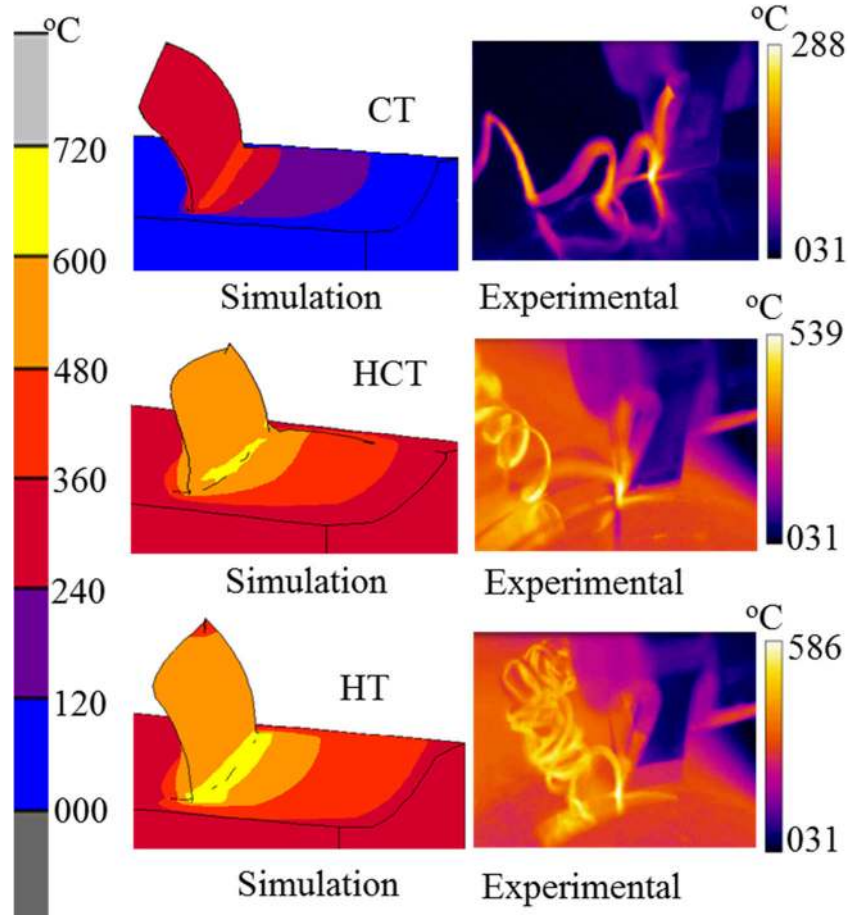 ºC
720
600
480
360
240
120
000
CT
Simulation
ºC
288
031
Experimental
HCT
Simulation
ºC
539
031
Experimental
HT
Simulation
ºC
586
031
Experimental